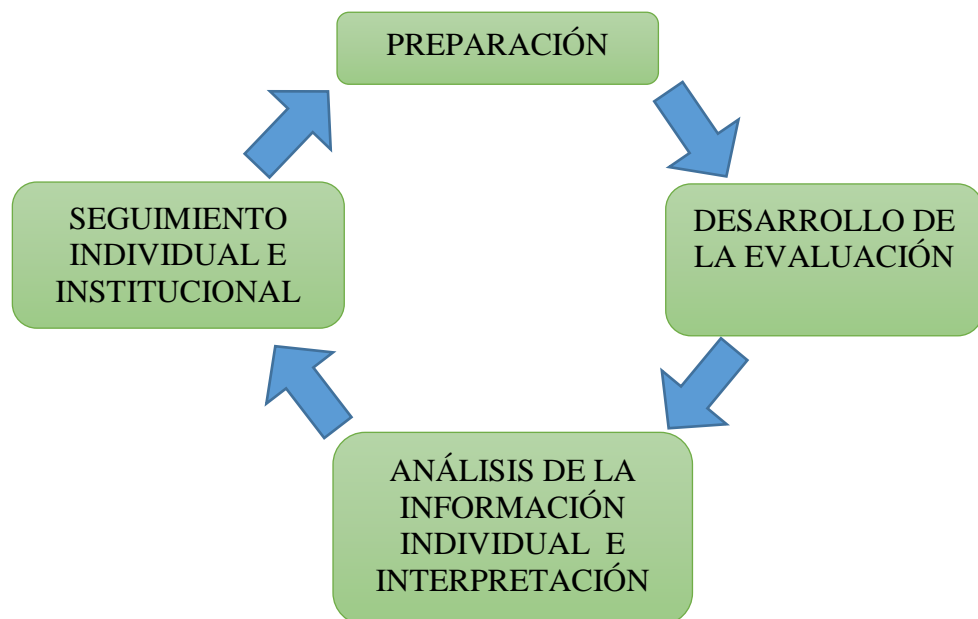 PREPARACIÓN
DESARROLLO DE
LA EVALUACIÓN
ANÁLISIS DE LA
INFORMACIÓN
INDIVIDUAL E
INTERPRETACIÓN
SEGUIMIENTO
INDIVIDUAL E
INSTITUCIONAL